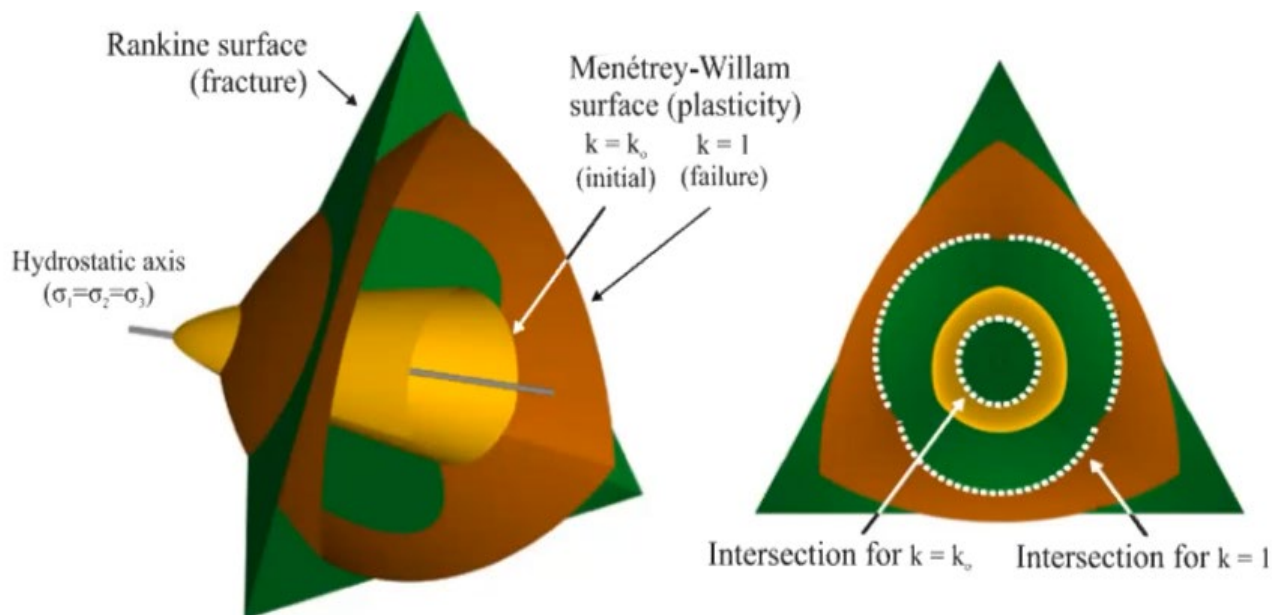 Rankine surface
(fracture)
Menétrey-Willam
surface (plasticity)
k = kₒ k = 1
(initial) (failure)
Hydrostatic axis
(σ₁=σ₂=σ₃)
Intersection for k = kₒ
Intersection for k = 1